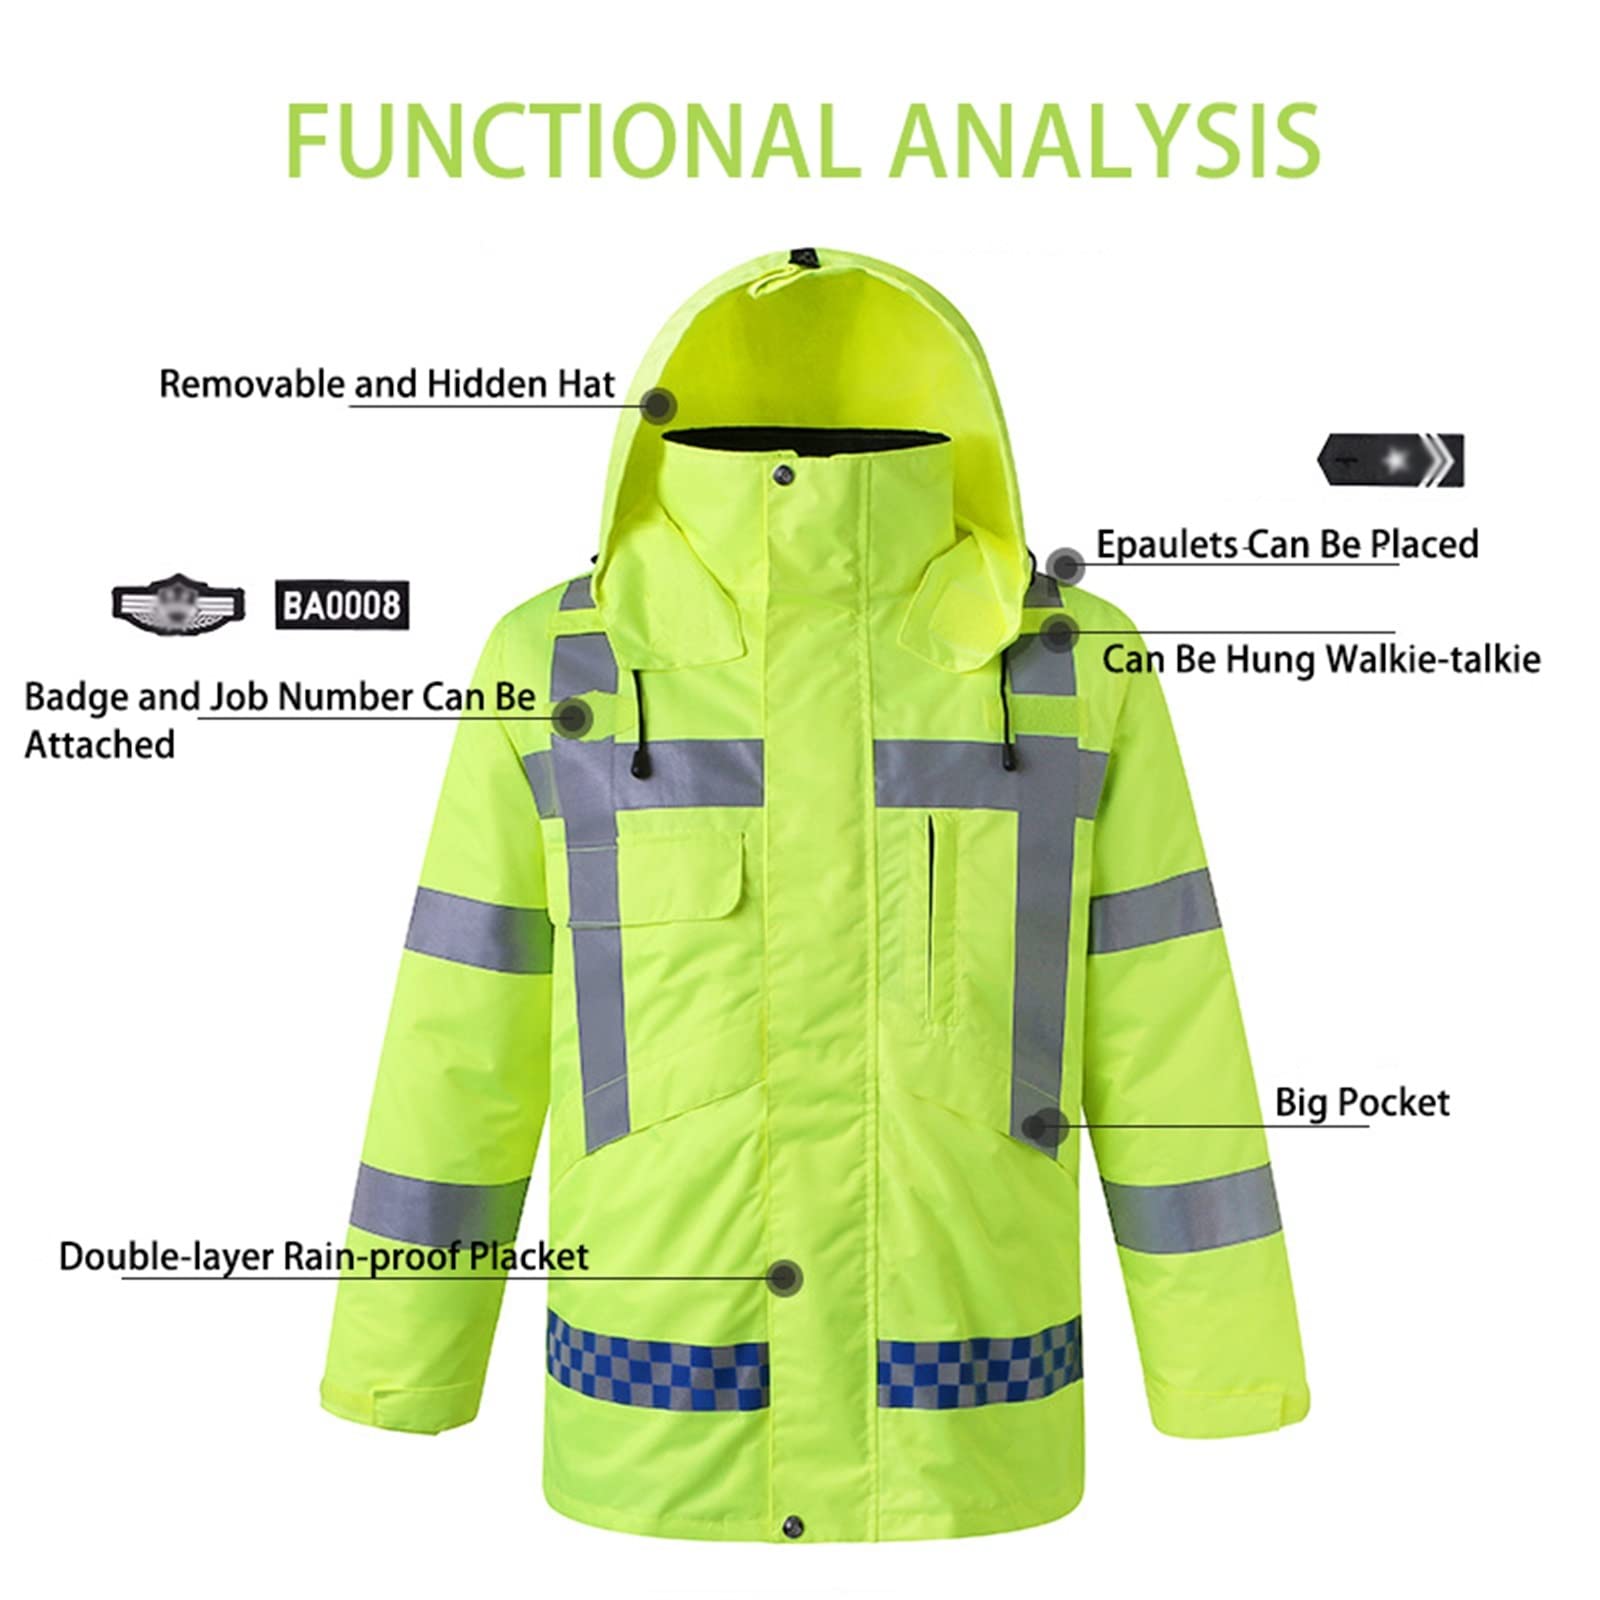 FUNCTIONAL ANALYSIS
Removable and Hidden Hat
Epaulets Can Be Placed
BA0008
Can Be Hung Walkie-talkie
Badge and Job Number Can Be
Attached
Big Pocket
Double-layer Rain-proof Placket